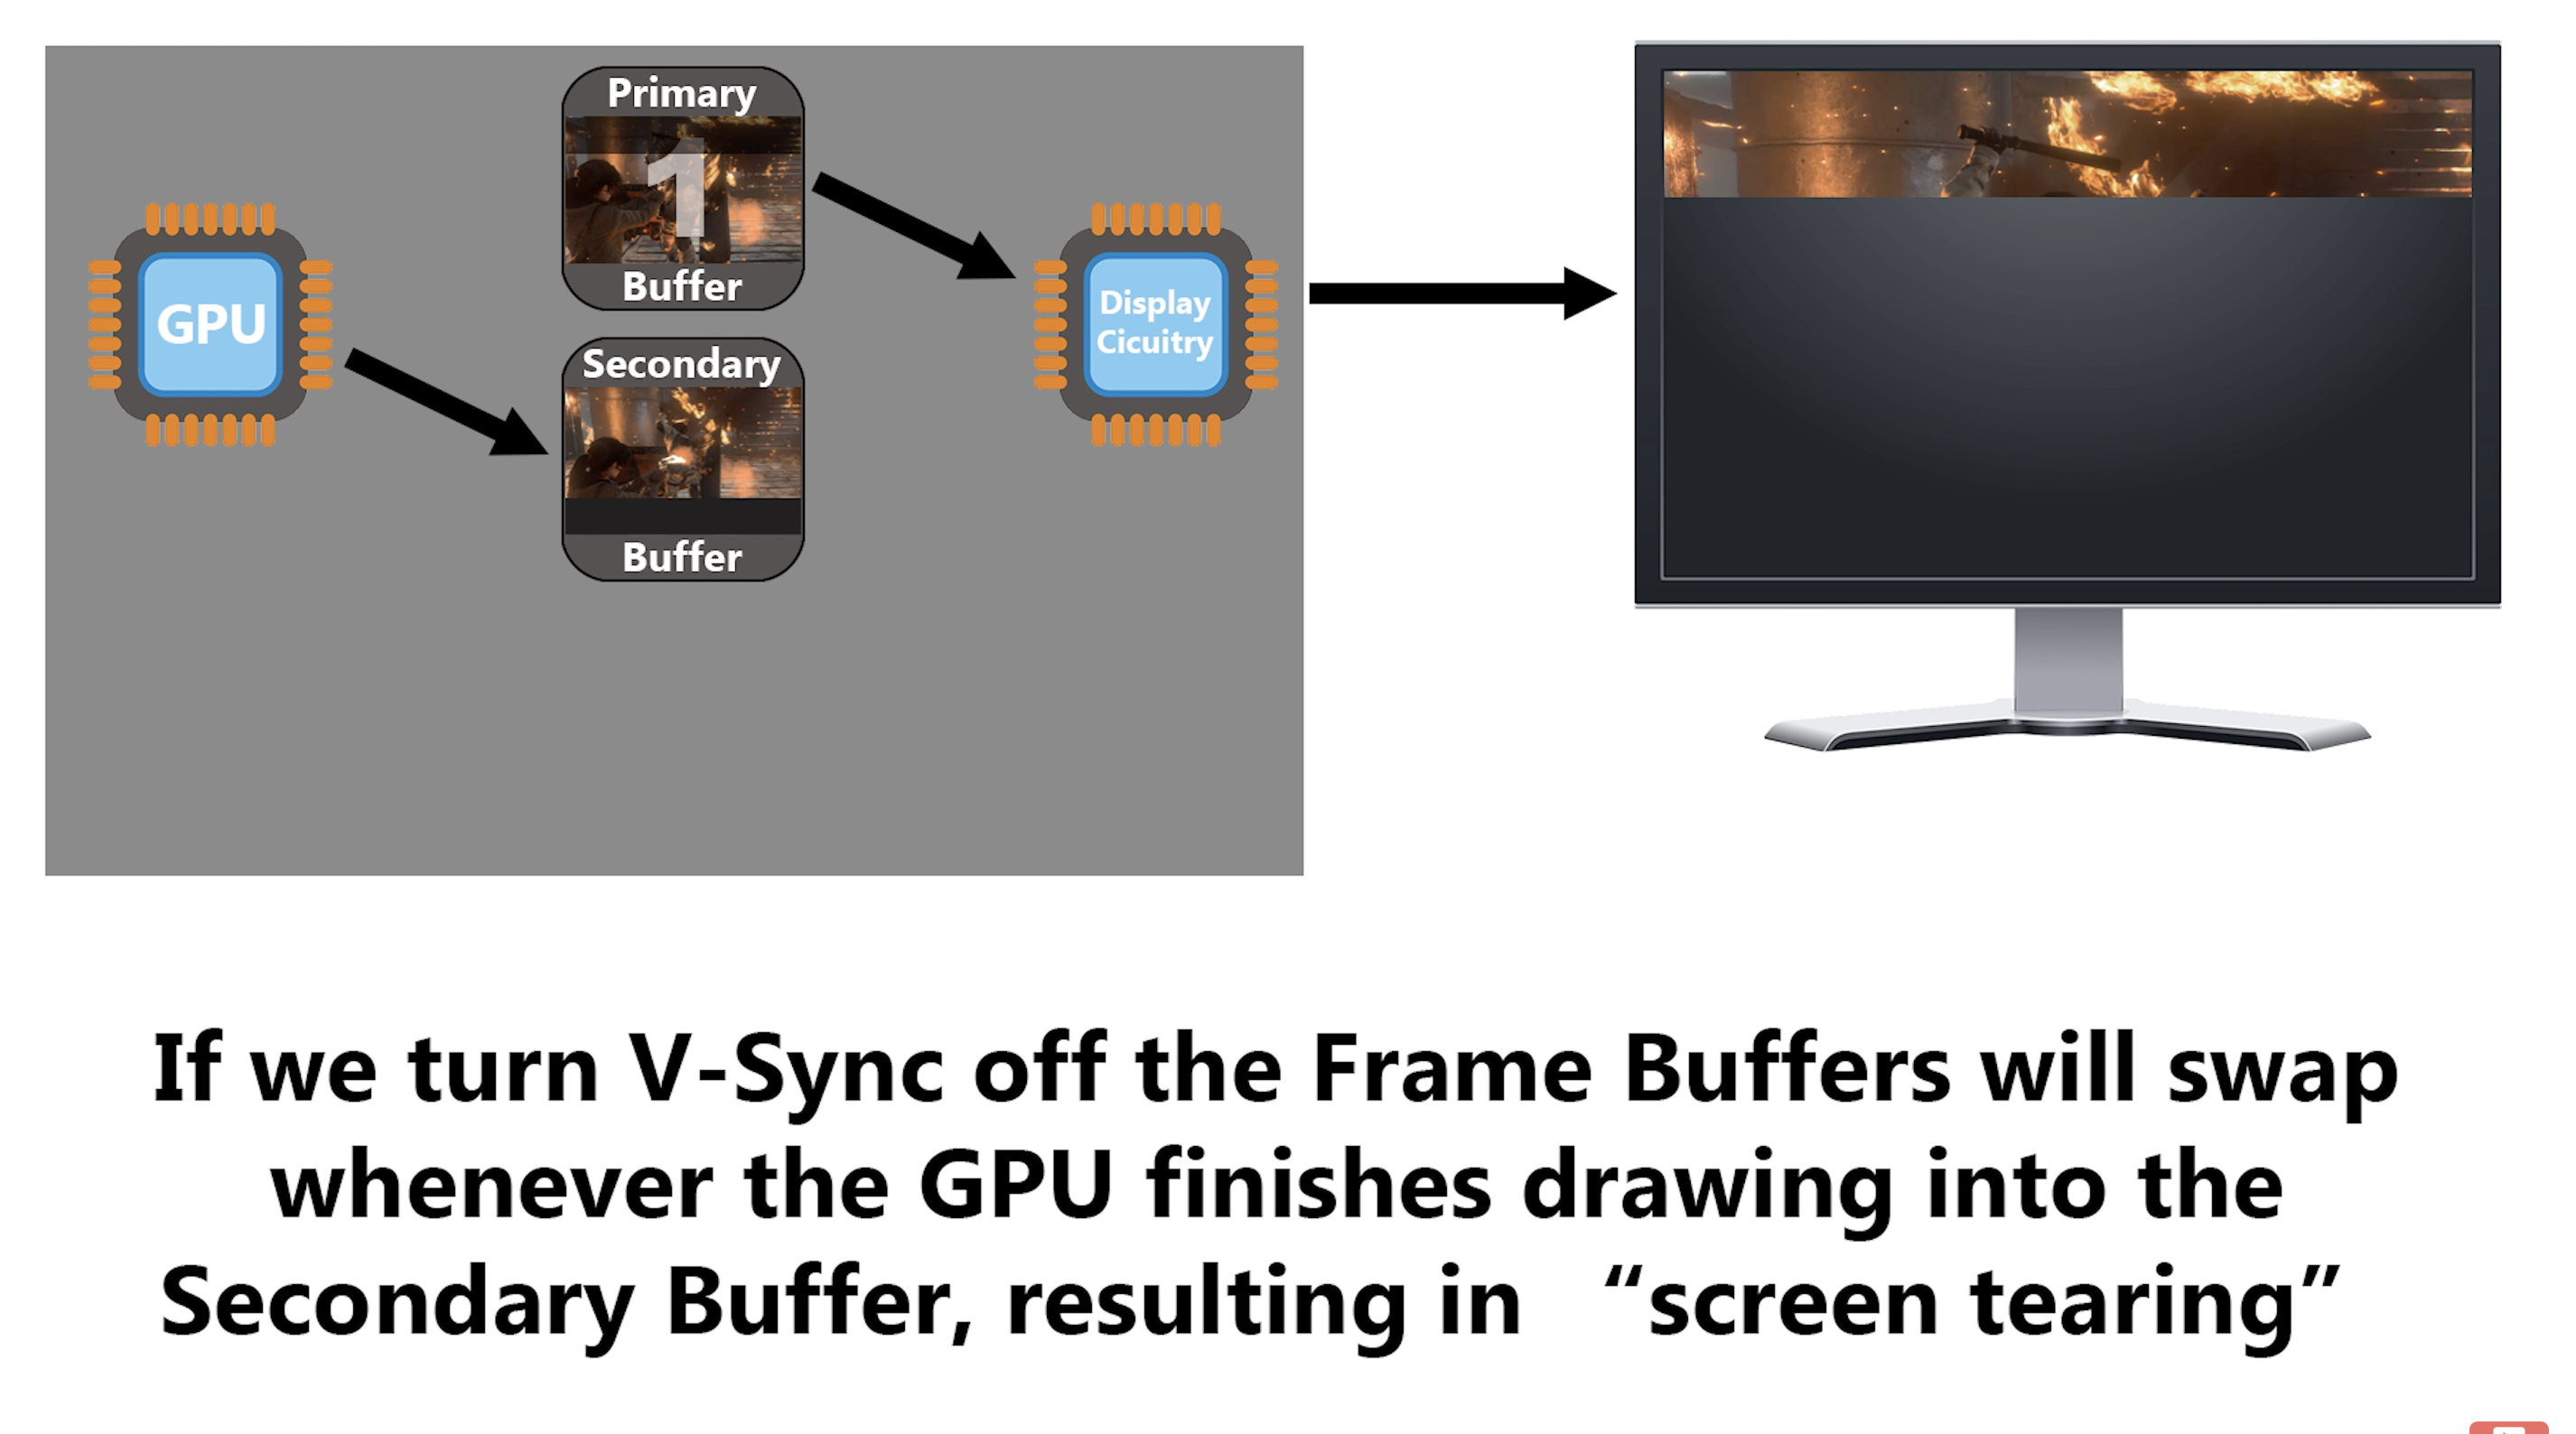 Primary
1
Buffer
GPU
Display
Cicuitry
Secondary
Buffer
If we turn V-Sync off the Frame Buffers will swap
whenever the GPU finishes drawing into the
Secondary Buffer, resulting in “screen tearing”